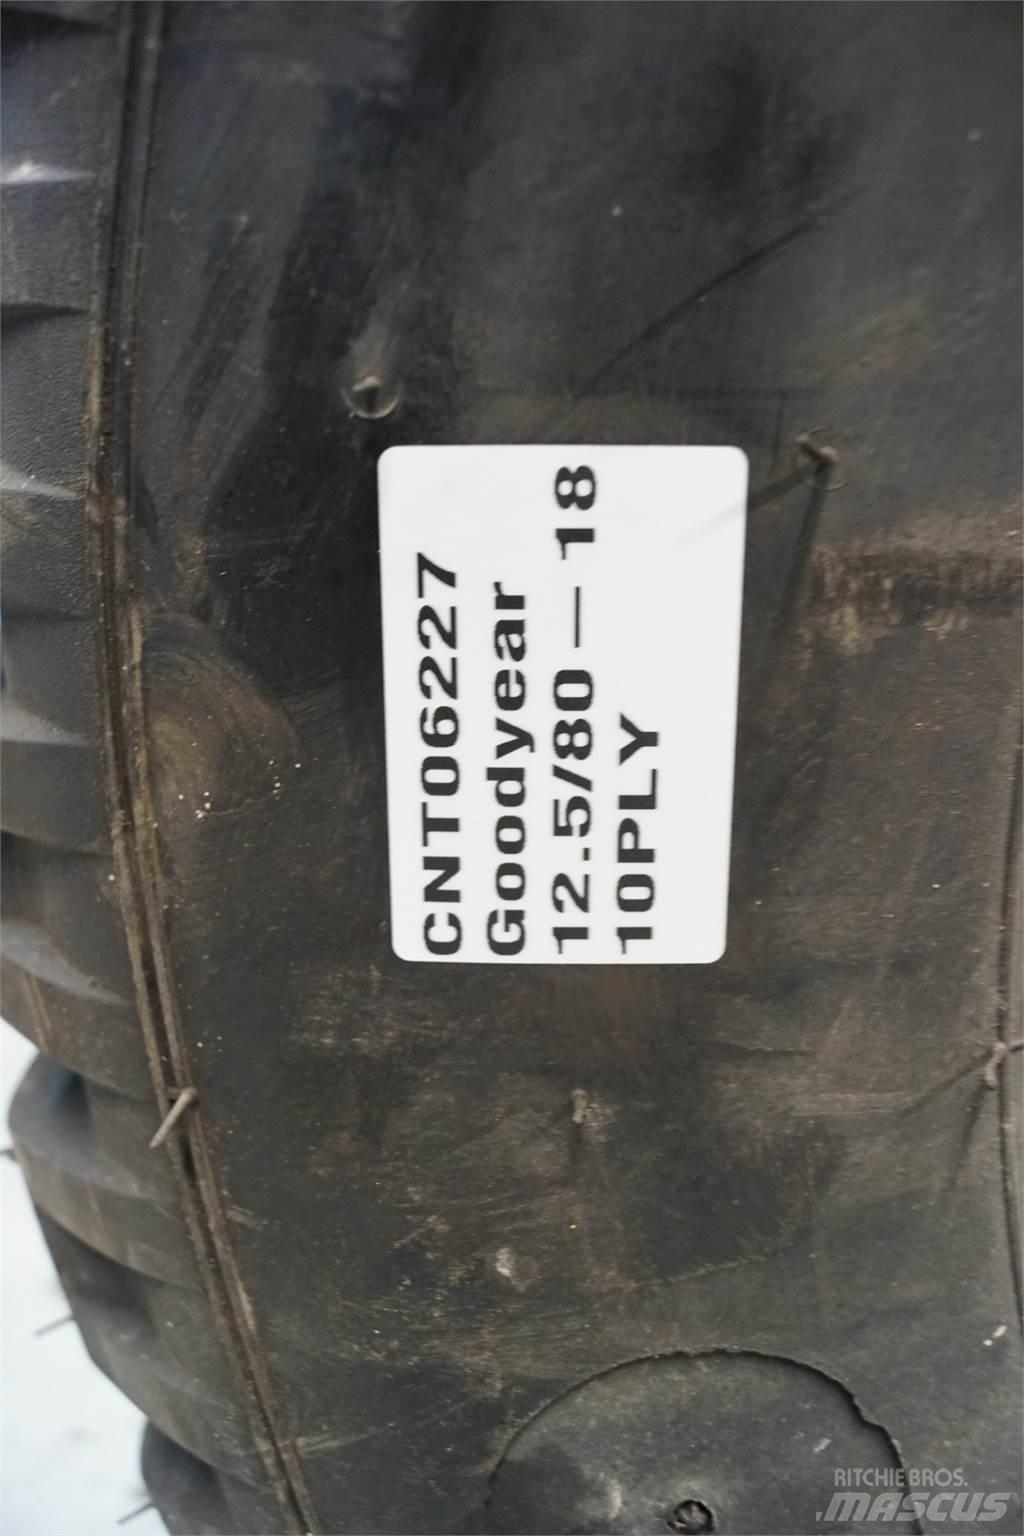 CNT06227
Goodyear
12.5/80 — 18
10PLY
RITCHIE BROS.
MASCUS